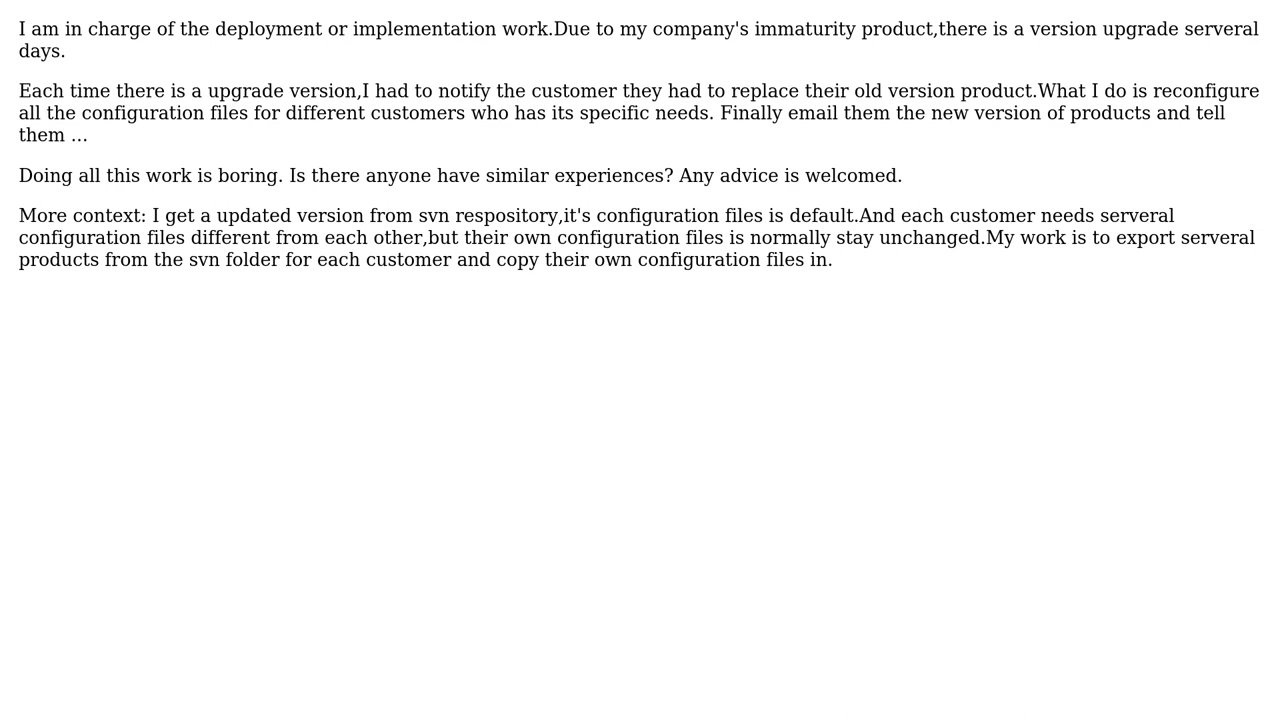 I am in charge of the deployment or implementation work.Due to my company's immaturity product,there is a version upgrade serveral
days.
Each time there is a upgrade version,I had to notify the customer they had to replace their old version product.What I do is reconfigure
all the configuration files for different customers who has its specific needs. Finally email them the new version of products and tell
them ...
Doing all this work is boring. Is there anyone have similar experiences? Any advice is welcomed.
More context: I get a updated version from svn respository,it's configuration files is default.And each customer needs serveral
configuration files different from each other,but their own configuration files is normally stay unchanged.My work is to export serveral
products from the svn folder for each customer and copy their own configuration files in.